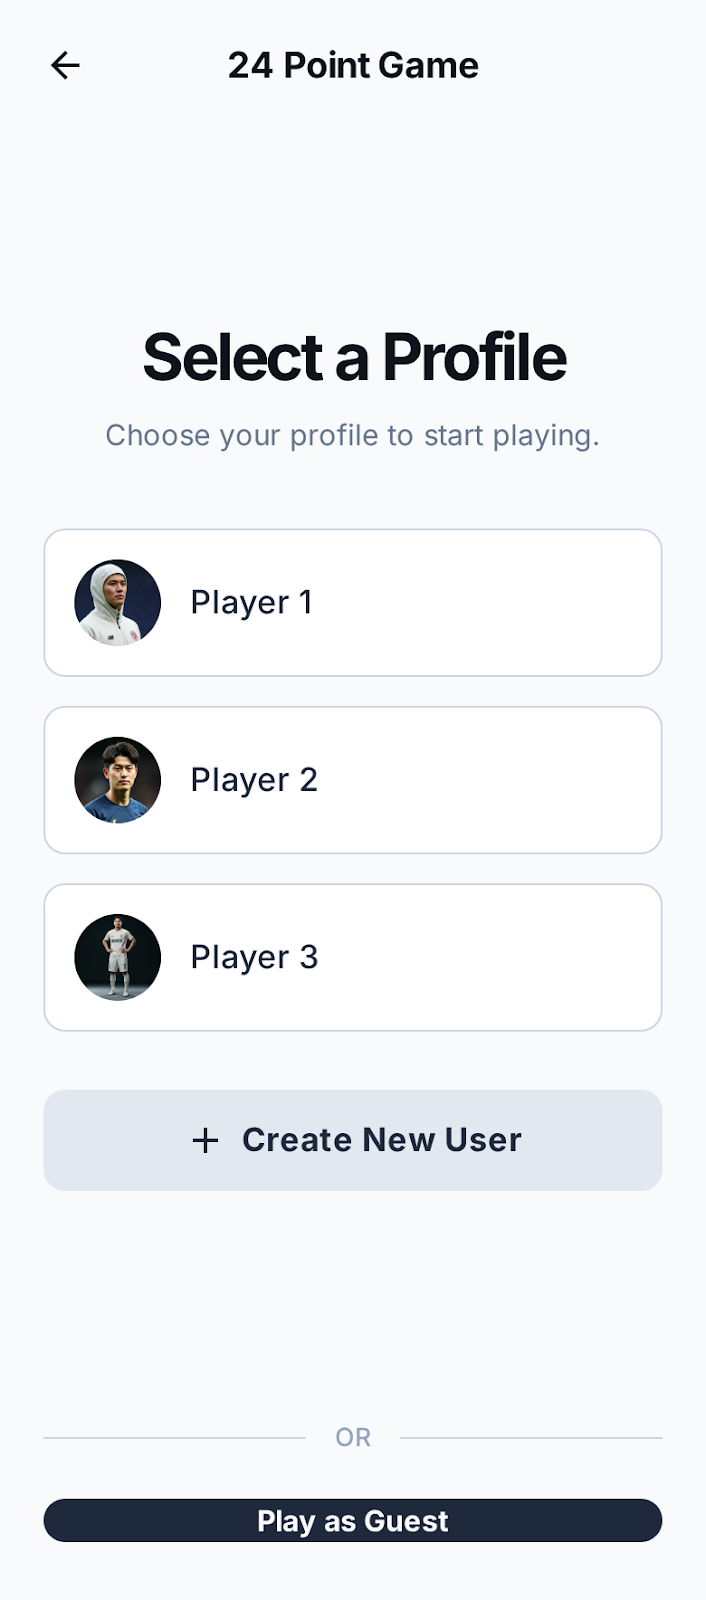 24 Point Game
Select a Profile
Choose your profile to start playing.
Player 1
Player 2
Player 3
Create New User
OR
Play as Guest